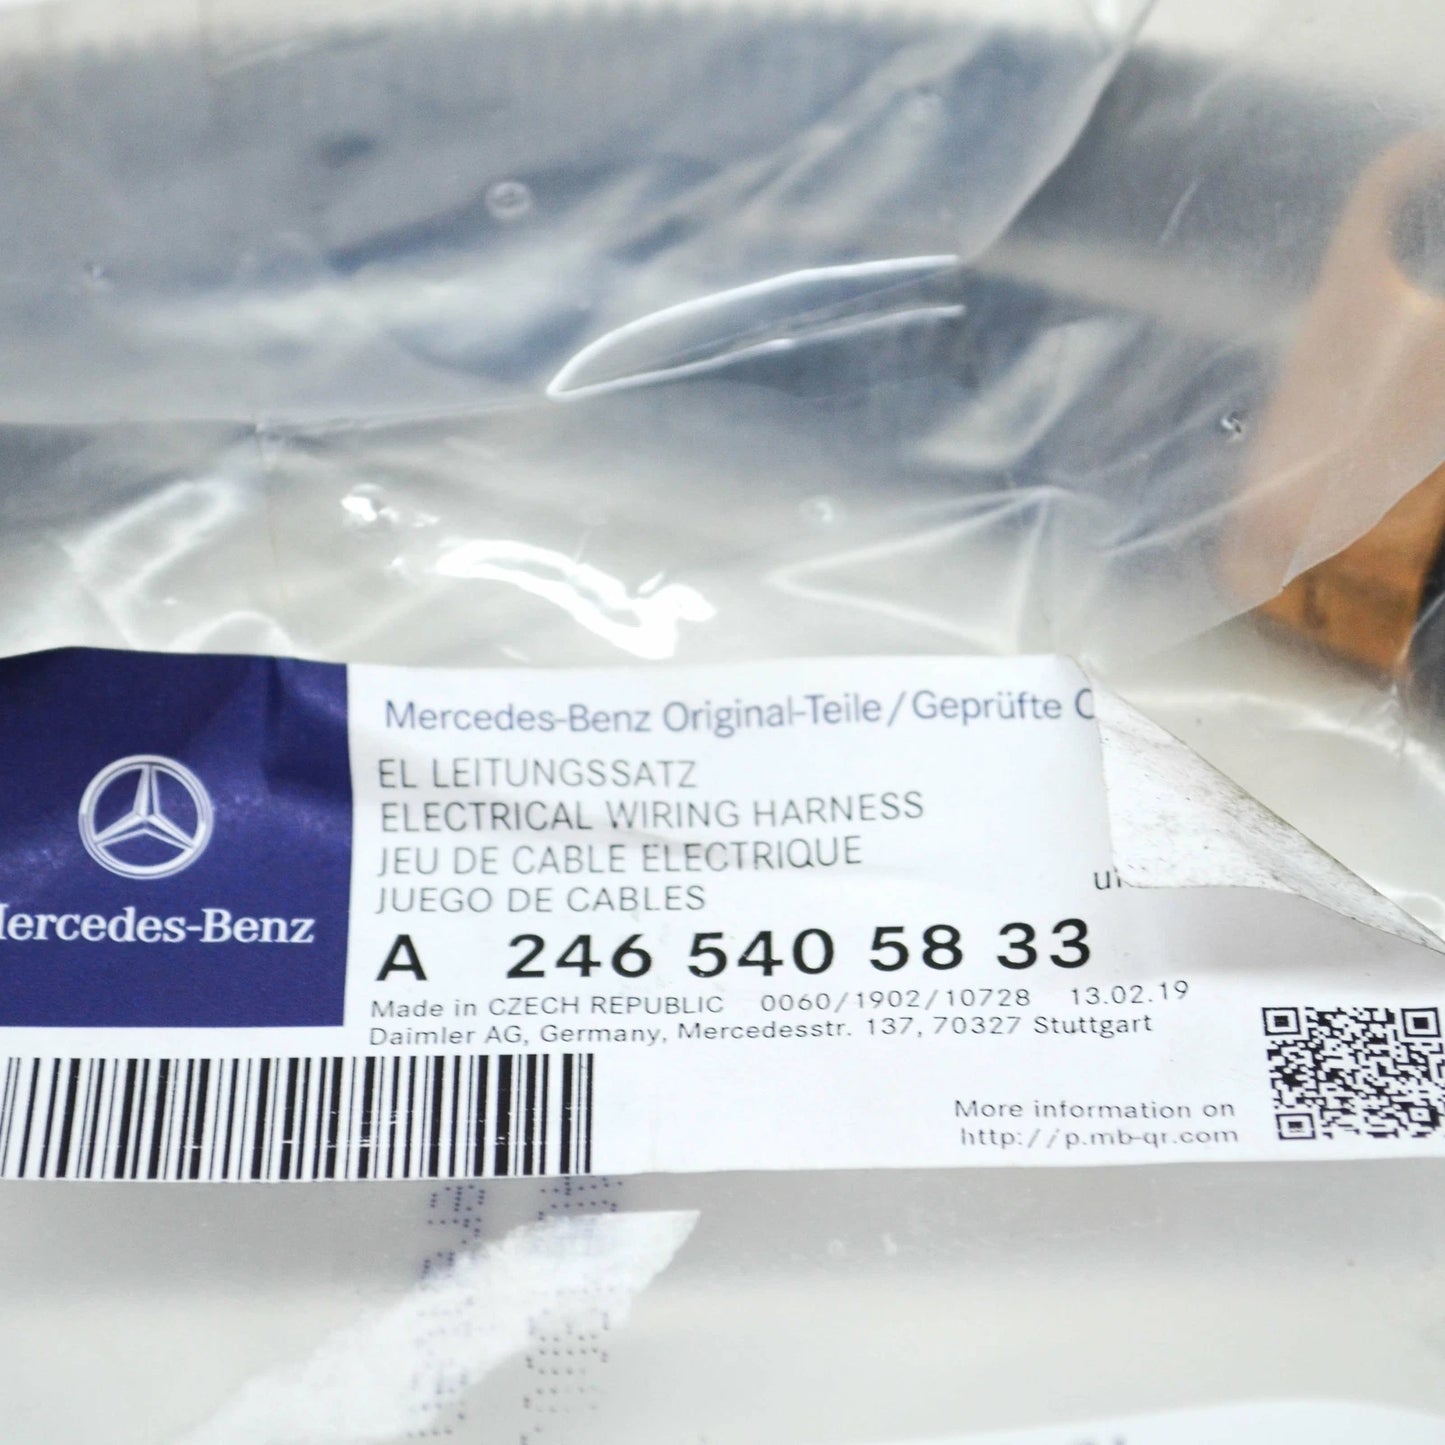 Mercedes-Benz Original-Teile/Geprüfte
EL LEITUNGSSATZ
ELECTRICAL WIRING HARNESS
JEU DE CABLE ELECTRIQUE
JUEGO DE CABLES
Mercedes-Benz
A 246 540 58 33
Made in CZECH REPUBLIC 0060/1902/10728 13.02.19
Daimler AG, Germany, Mercedesstr. 137, 70327 Stuttgart
More information on
http://p.mb-qr.com